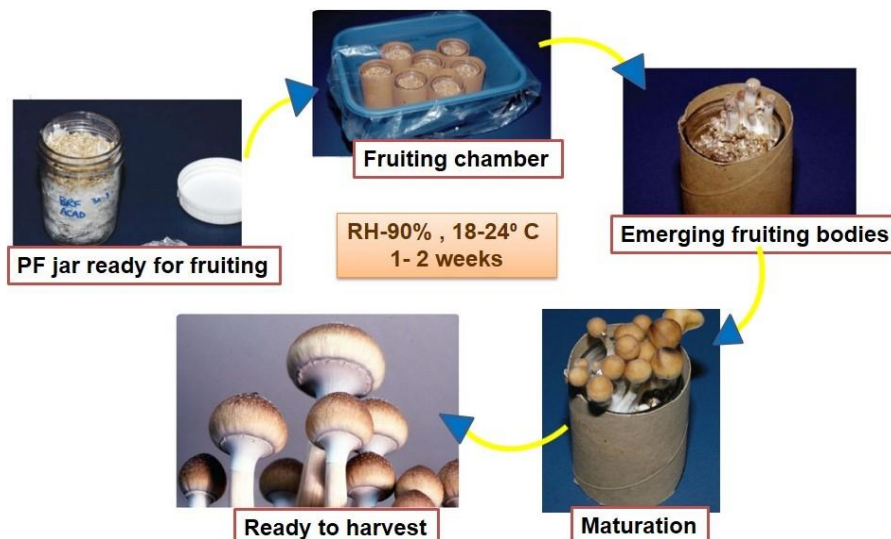 Fruiting chamber
PF jar ready for fruiting
RH-90% , 18-24º C
1- 2 weeks
Emerging fruiting bodies
Ready to harvest
Maturation